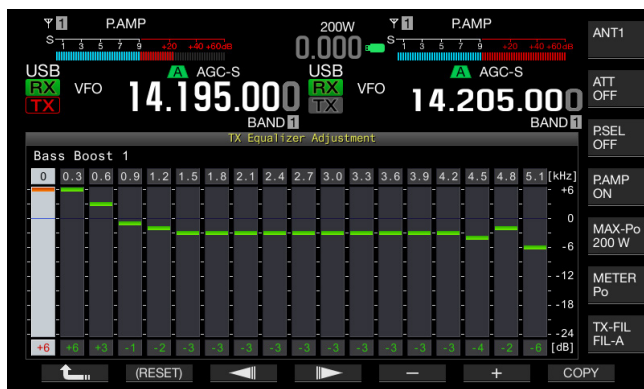 1 P.AMP 200W 1 P.AMP ANT1
S 1 3 5 7 9 +20 +40 +60dB 0.000 S 1 3 5 7 9 +20 +40 +60dB
USB A AGC-S USB A AGC-S ATT
RX VFO 14.195.000 RX VFO 14.205.000 OFF
TX BAND 1 TX BAND 1
TX Equalizer Adjustment P.SEL
OFF
Bass Boost 1
0 0.3 0.6 0.9 1.2 1.5 1.8 2.1 2.4 2.7 3.0 3.3 3.6 3.9 4.2 4.5 4.8 5.1 [kHz] P.AMP
+6 ON
0
-6 MAX-Po
200 W
-12 METER
Po
-18
-24 TX-FIL
+6 +6 +3 -1 -2 -3 -3 -3 -3 -3 -3 -3 -3 -3 -3 -4 -2 -6 [dB] FIL-A
(RESET) − + COPY